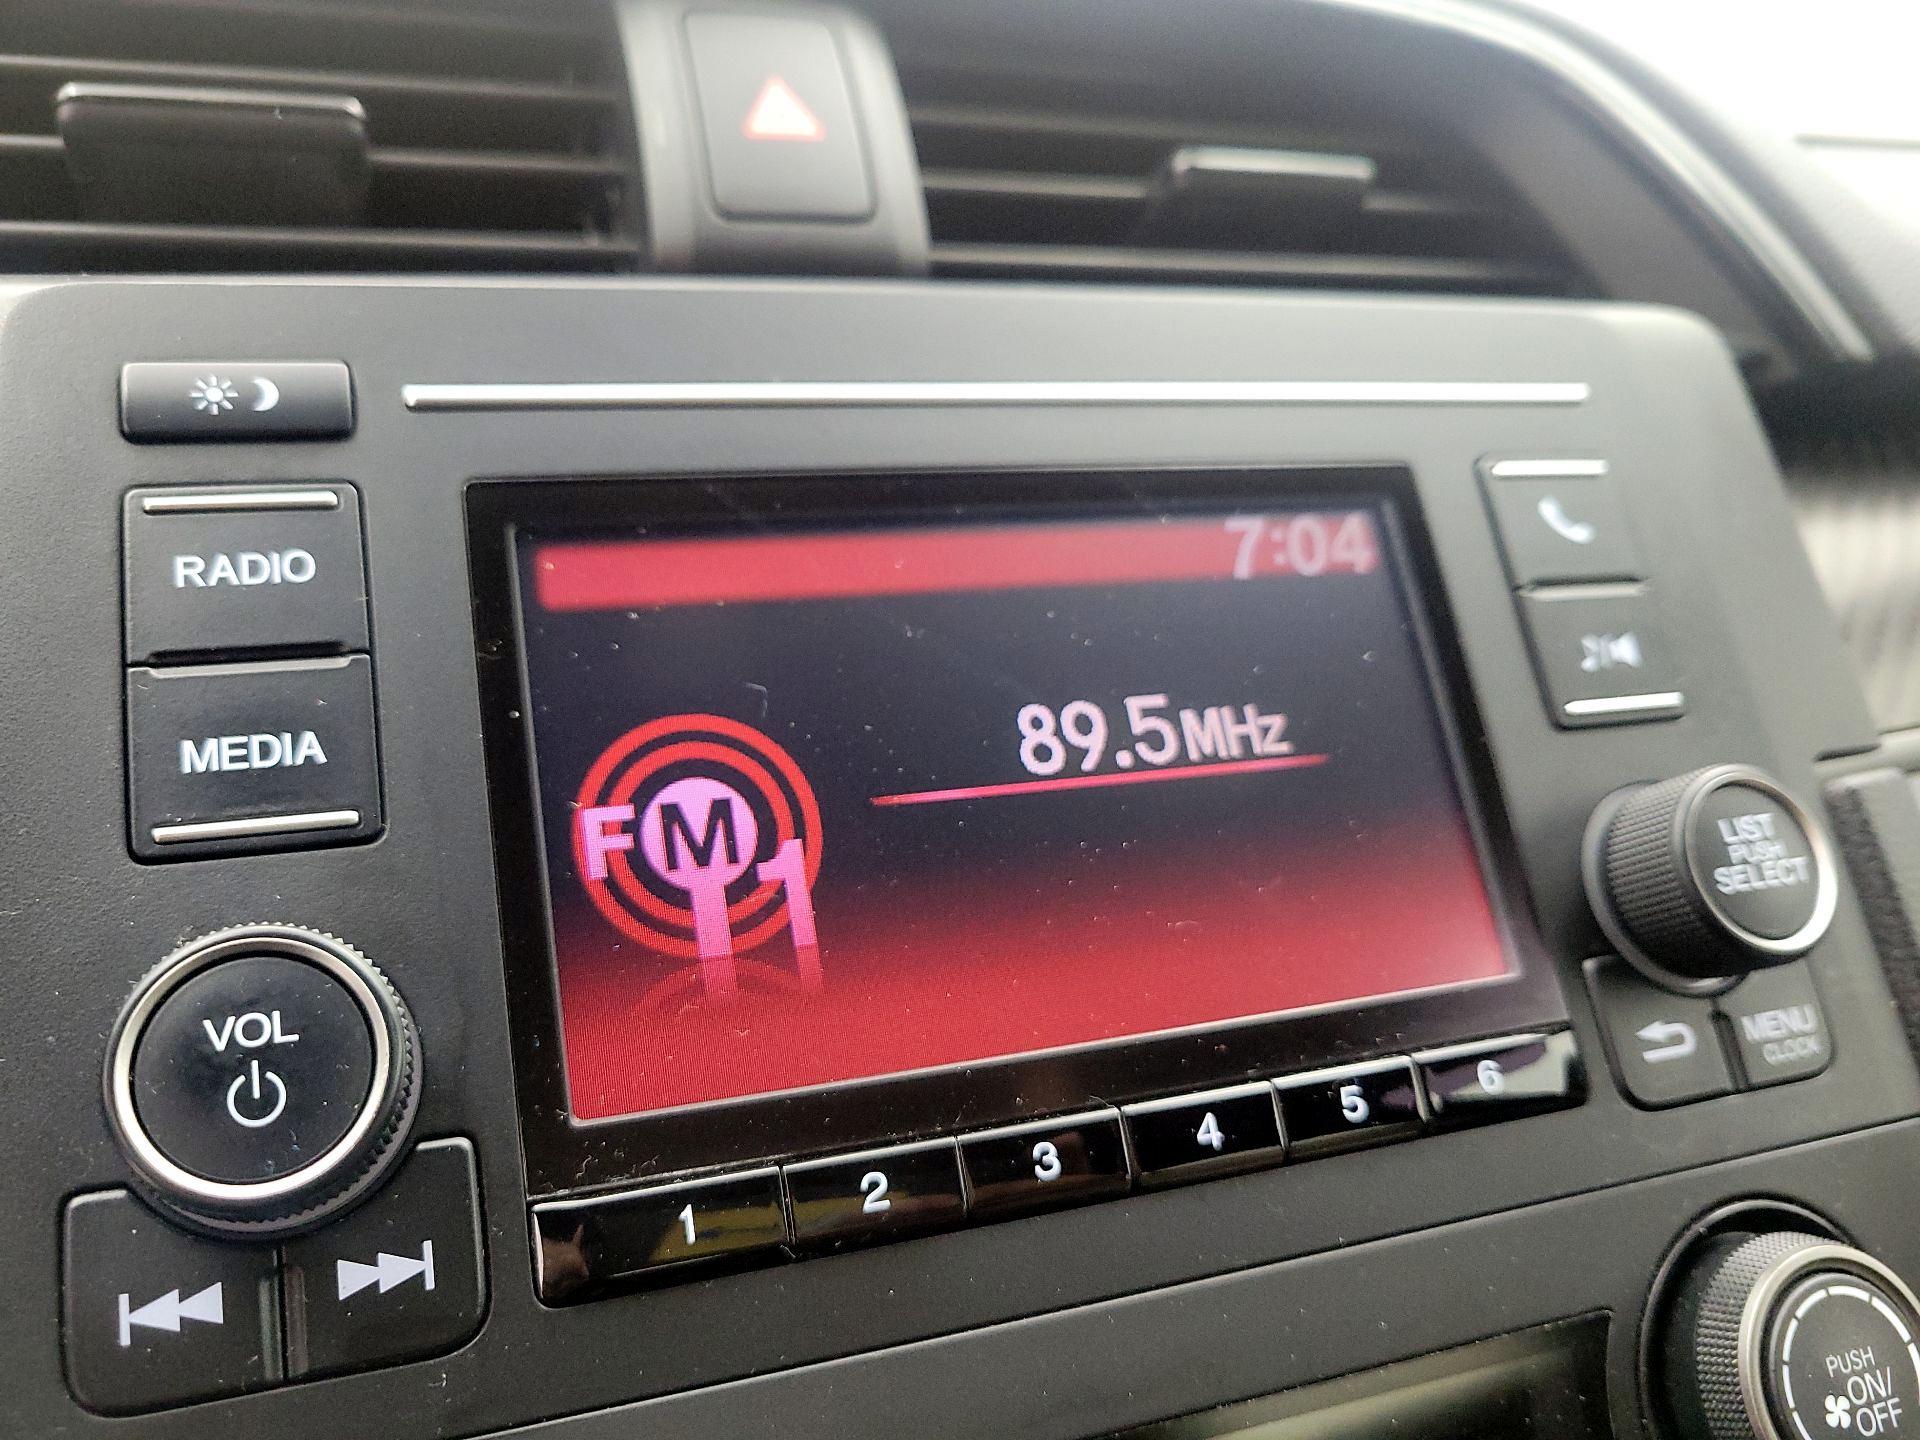 7:04
RADIO
MEDIA
89.5MHz
FM
1
LIST
PUSH
SELECT
VOL
MENU
CLOCK
1
2
3
4
5
6
PUSH
ON/
OFF